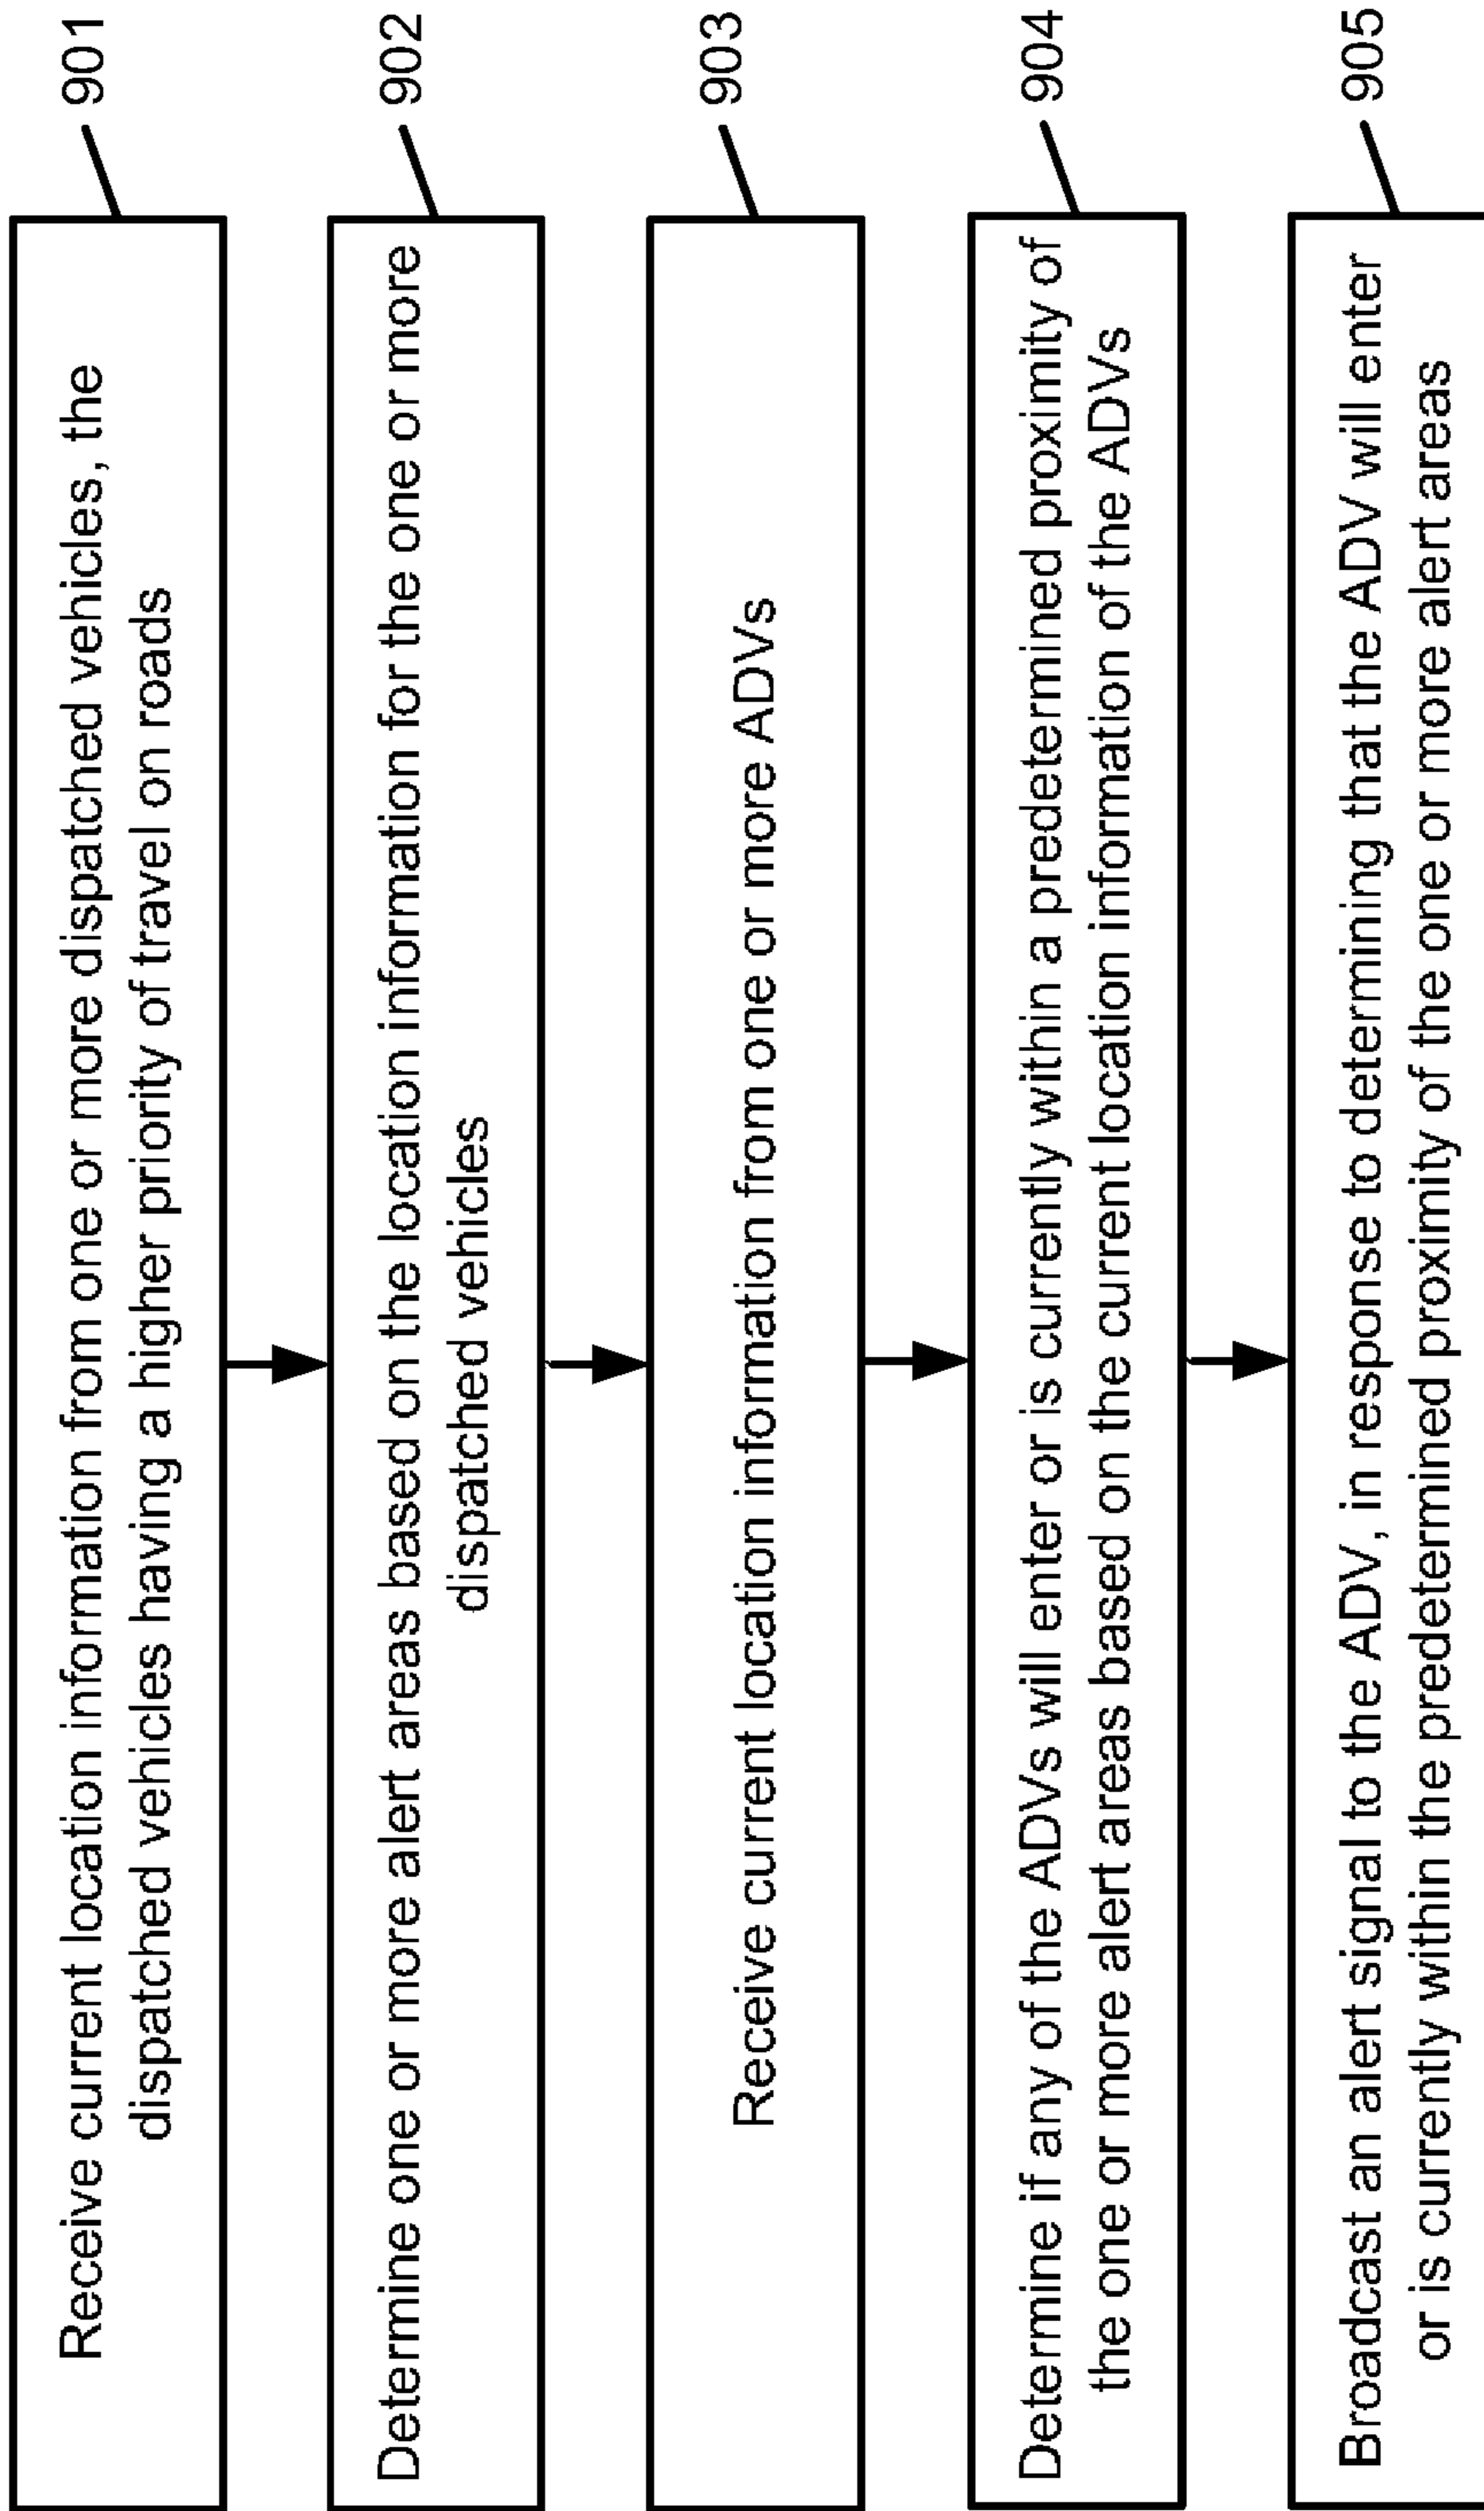 Receive current location information from one or more dispatched vehicles, the
dispatched vehicles having a higher priority of travel on roads
901
Determine one or more alert areas based on the location information for the one or more
dispatched vehicles
902
Receive current location information from one or more ADVs
903
Determine if any of the ADVs will enter or is currently within a predetermined proximity of
the one or more alert areas based on the current location information of the ADVs
904
Broadcast an alert signal to the ADV, in response to determining that the ADV will enter
or is currently within the predetermined proximity of the one or more alert areas
905